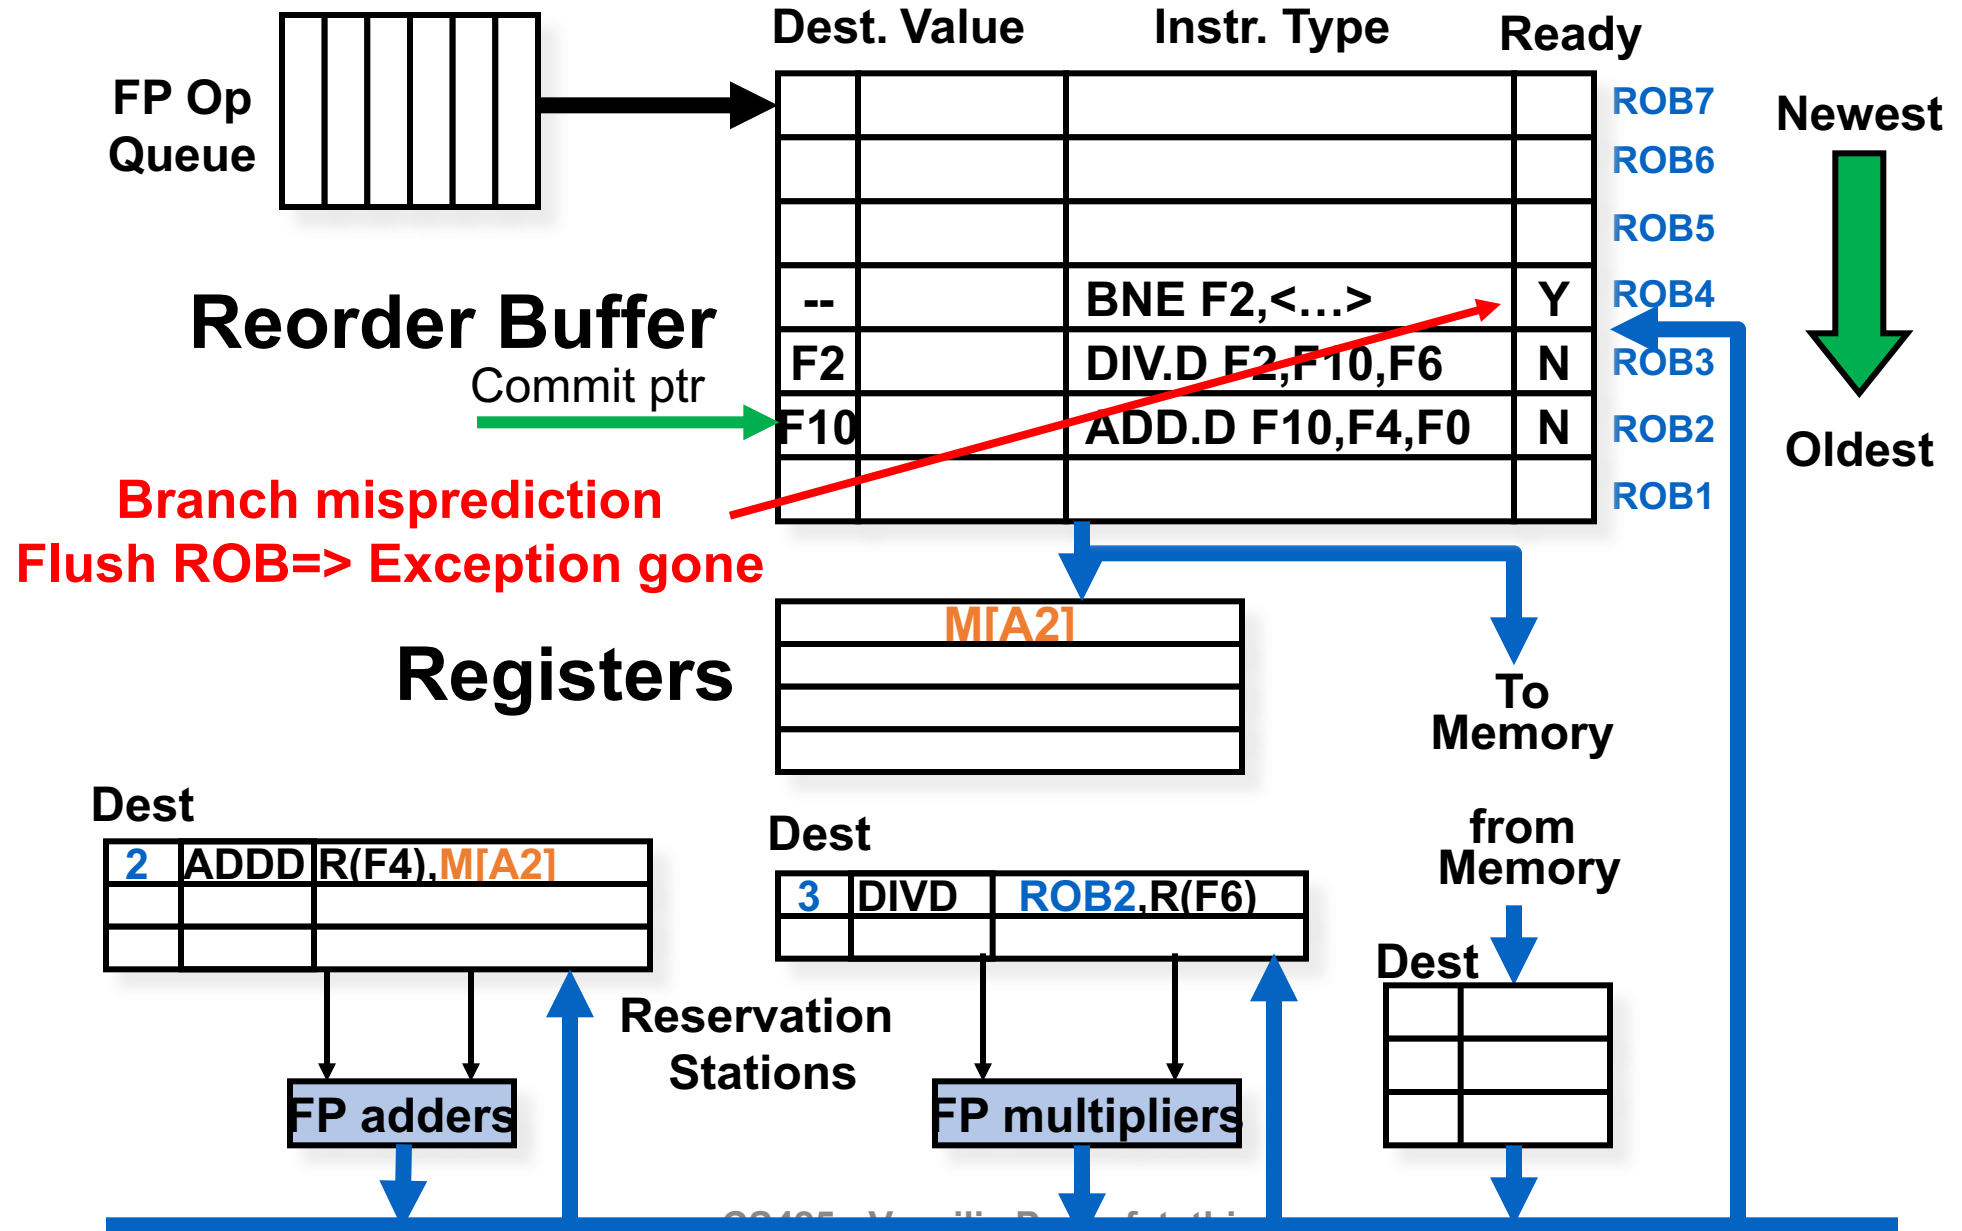 Dest. Value Instr. Type Ready
FP Op
Queue
ROB7
Newest
ROB6
ROB5
Reorder Buffer
-- BNE F2,<...> Y ROB4
F2 DIV.D F2,F10,F6 N ROB3
Commit ptr
F10 ADD.D F10,F4,F0 N ROB2
Oldest
ROB1
Branch misprediction
Flush ROB=> Exception gone
M[A2]
Registers
To
Memory
Dest
2 ADDD R(F4),M[A2]
Dest
3 DIVD ROB2,R(F6)
from
Memory
Dest
Reservation
Stations
FP adders
FP multipliers